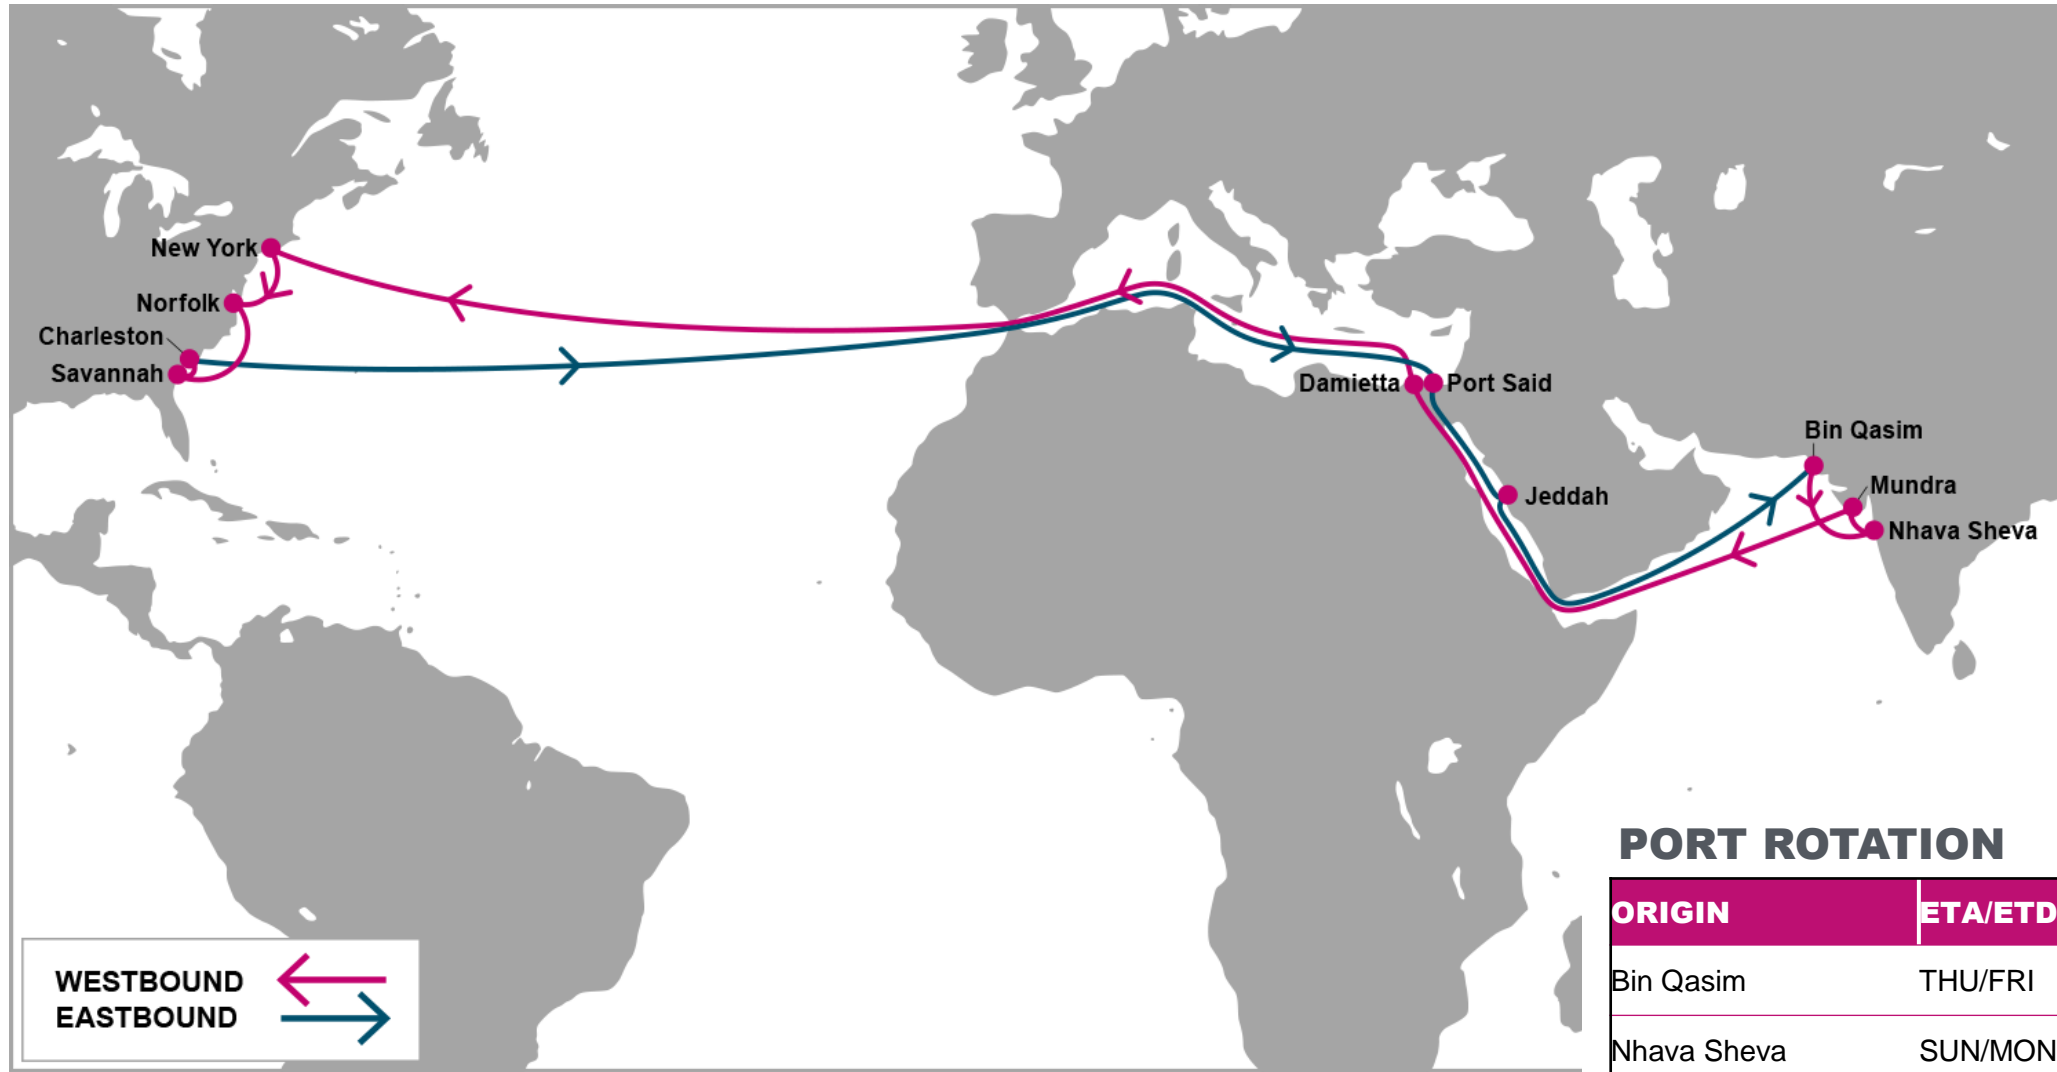 New York
Norfolk
Charleston
Savannah
Damietta
Port Said
Jeddah
Bin Qasim
Mundra
Nhava Sheva
WESTBOUND
EASTBOUND
PORT ROTATION
ORIGIN ETA/ETD
Bin Qasim THU/FRI
Nhava Sheva SUN/MON